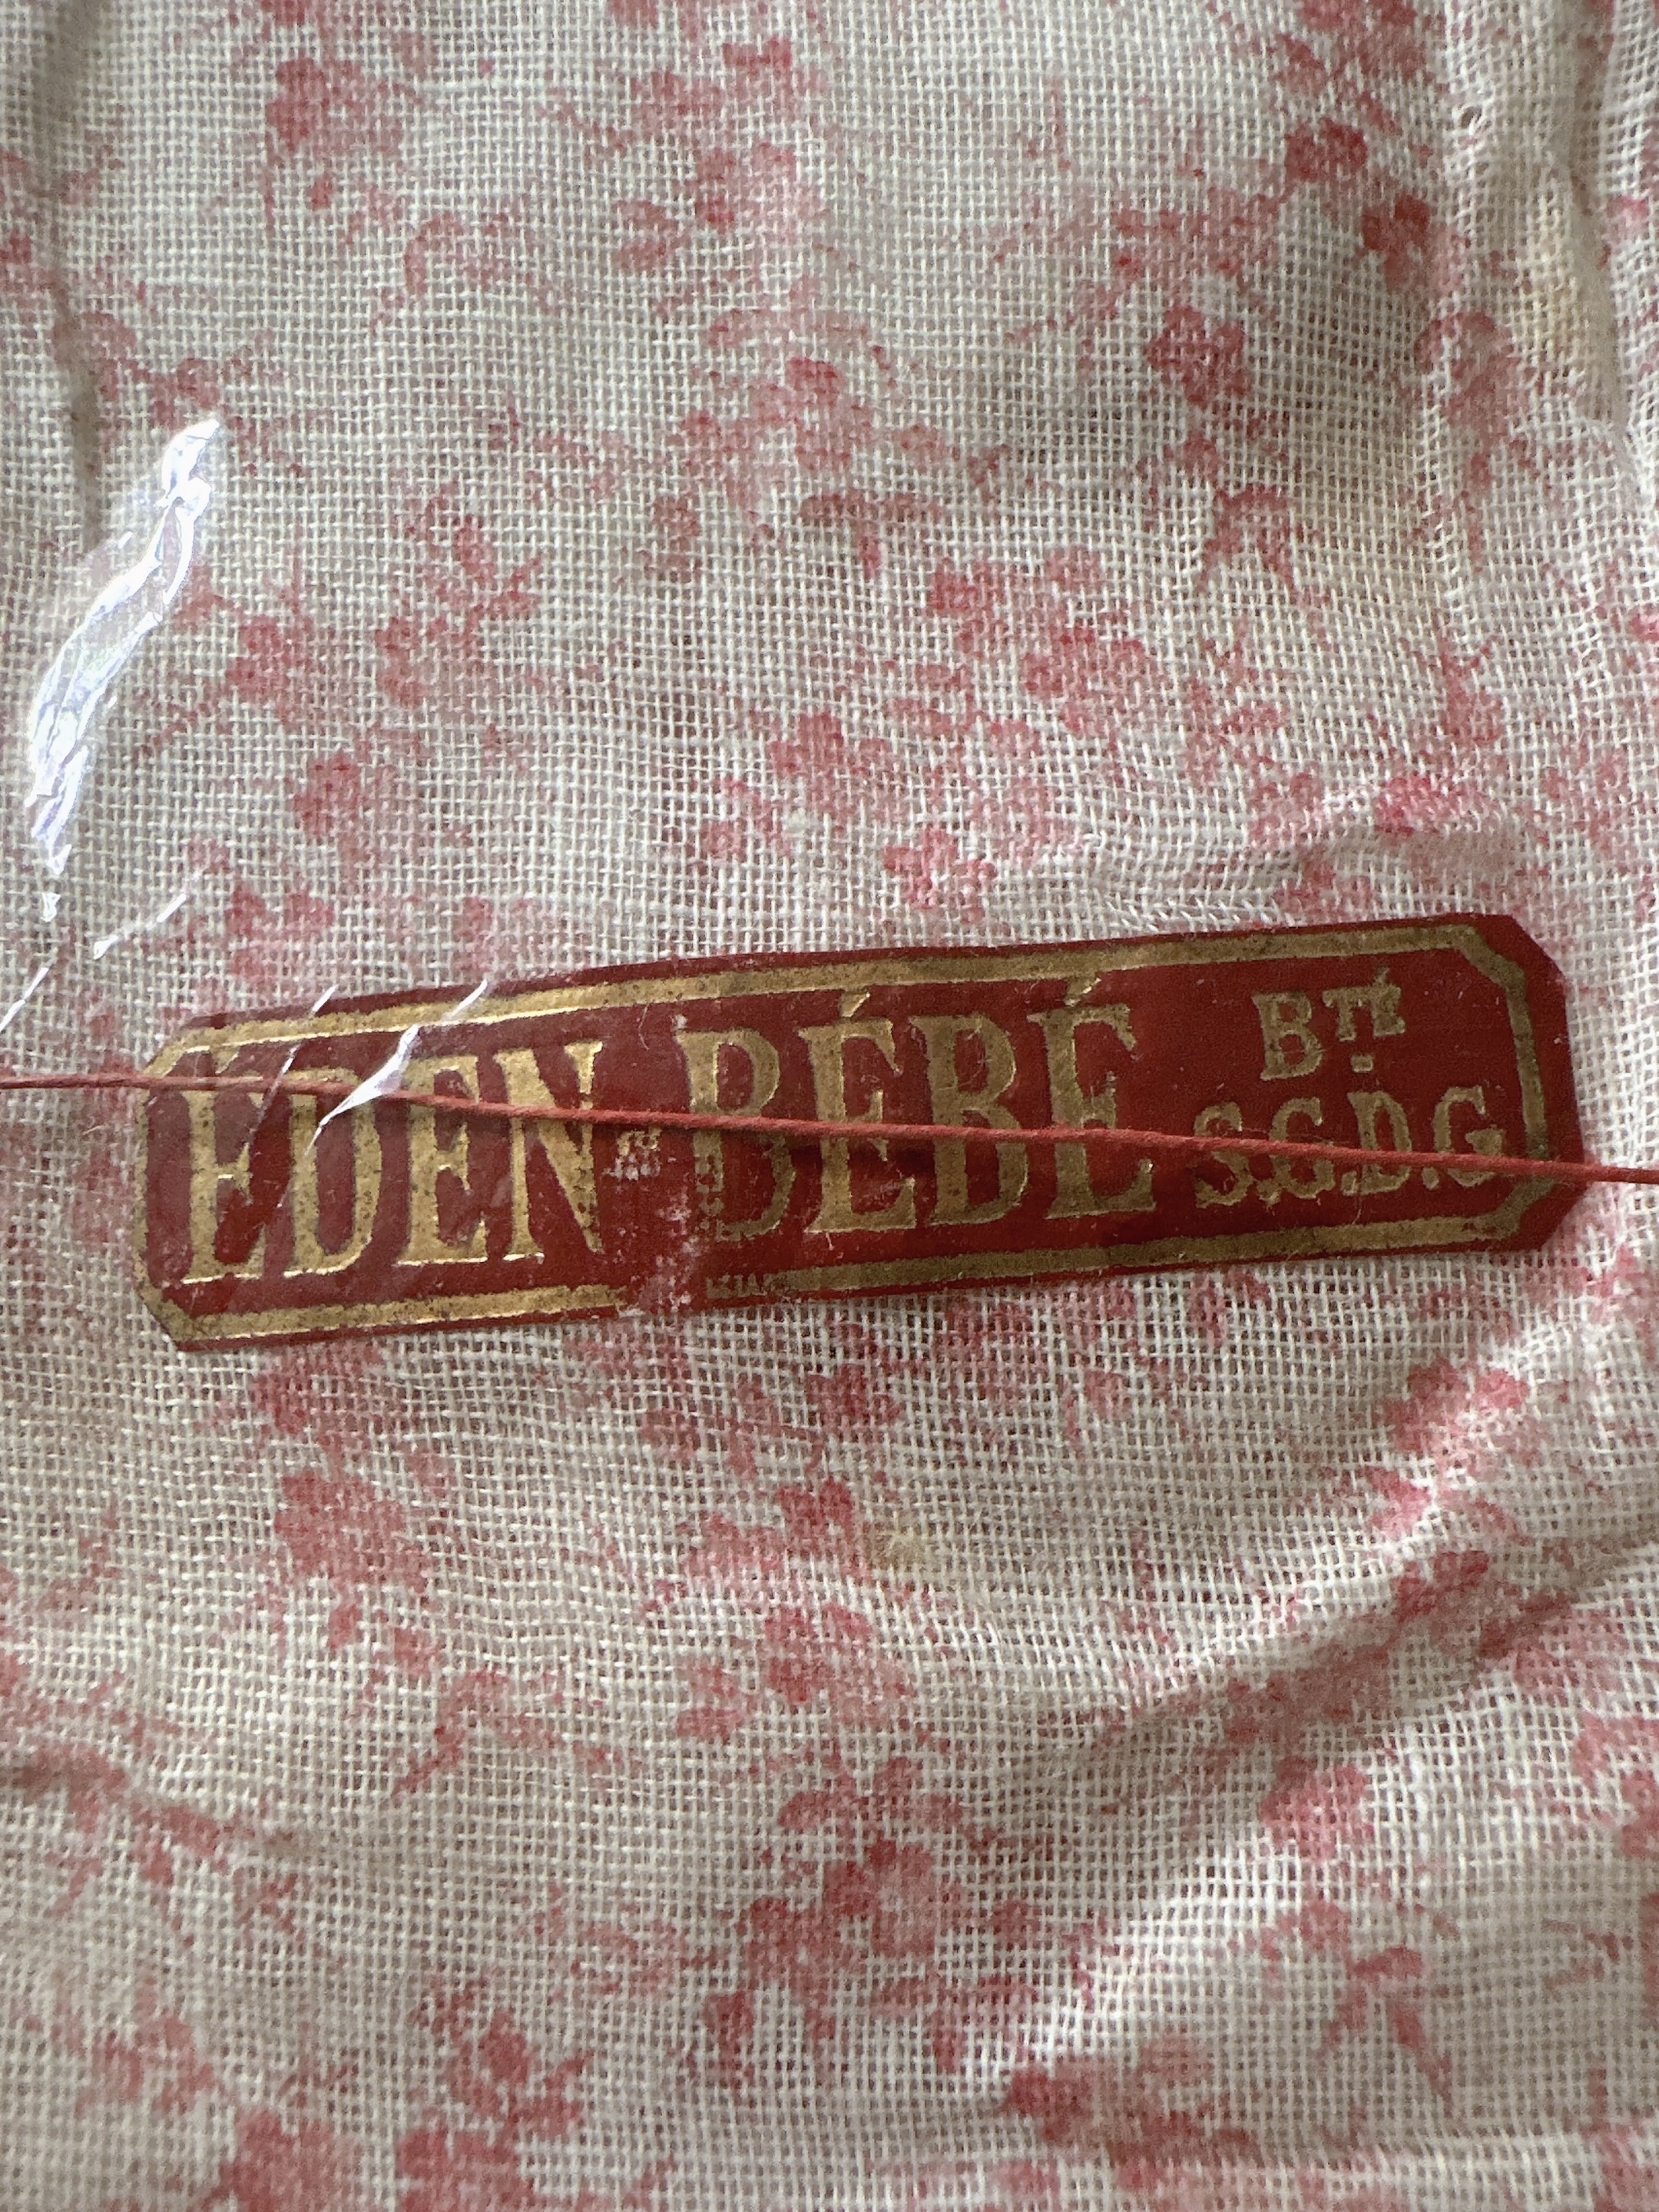 EDEN BÉBÉ
BTÉ
S.G.D.G